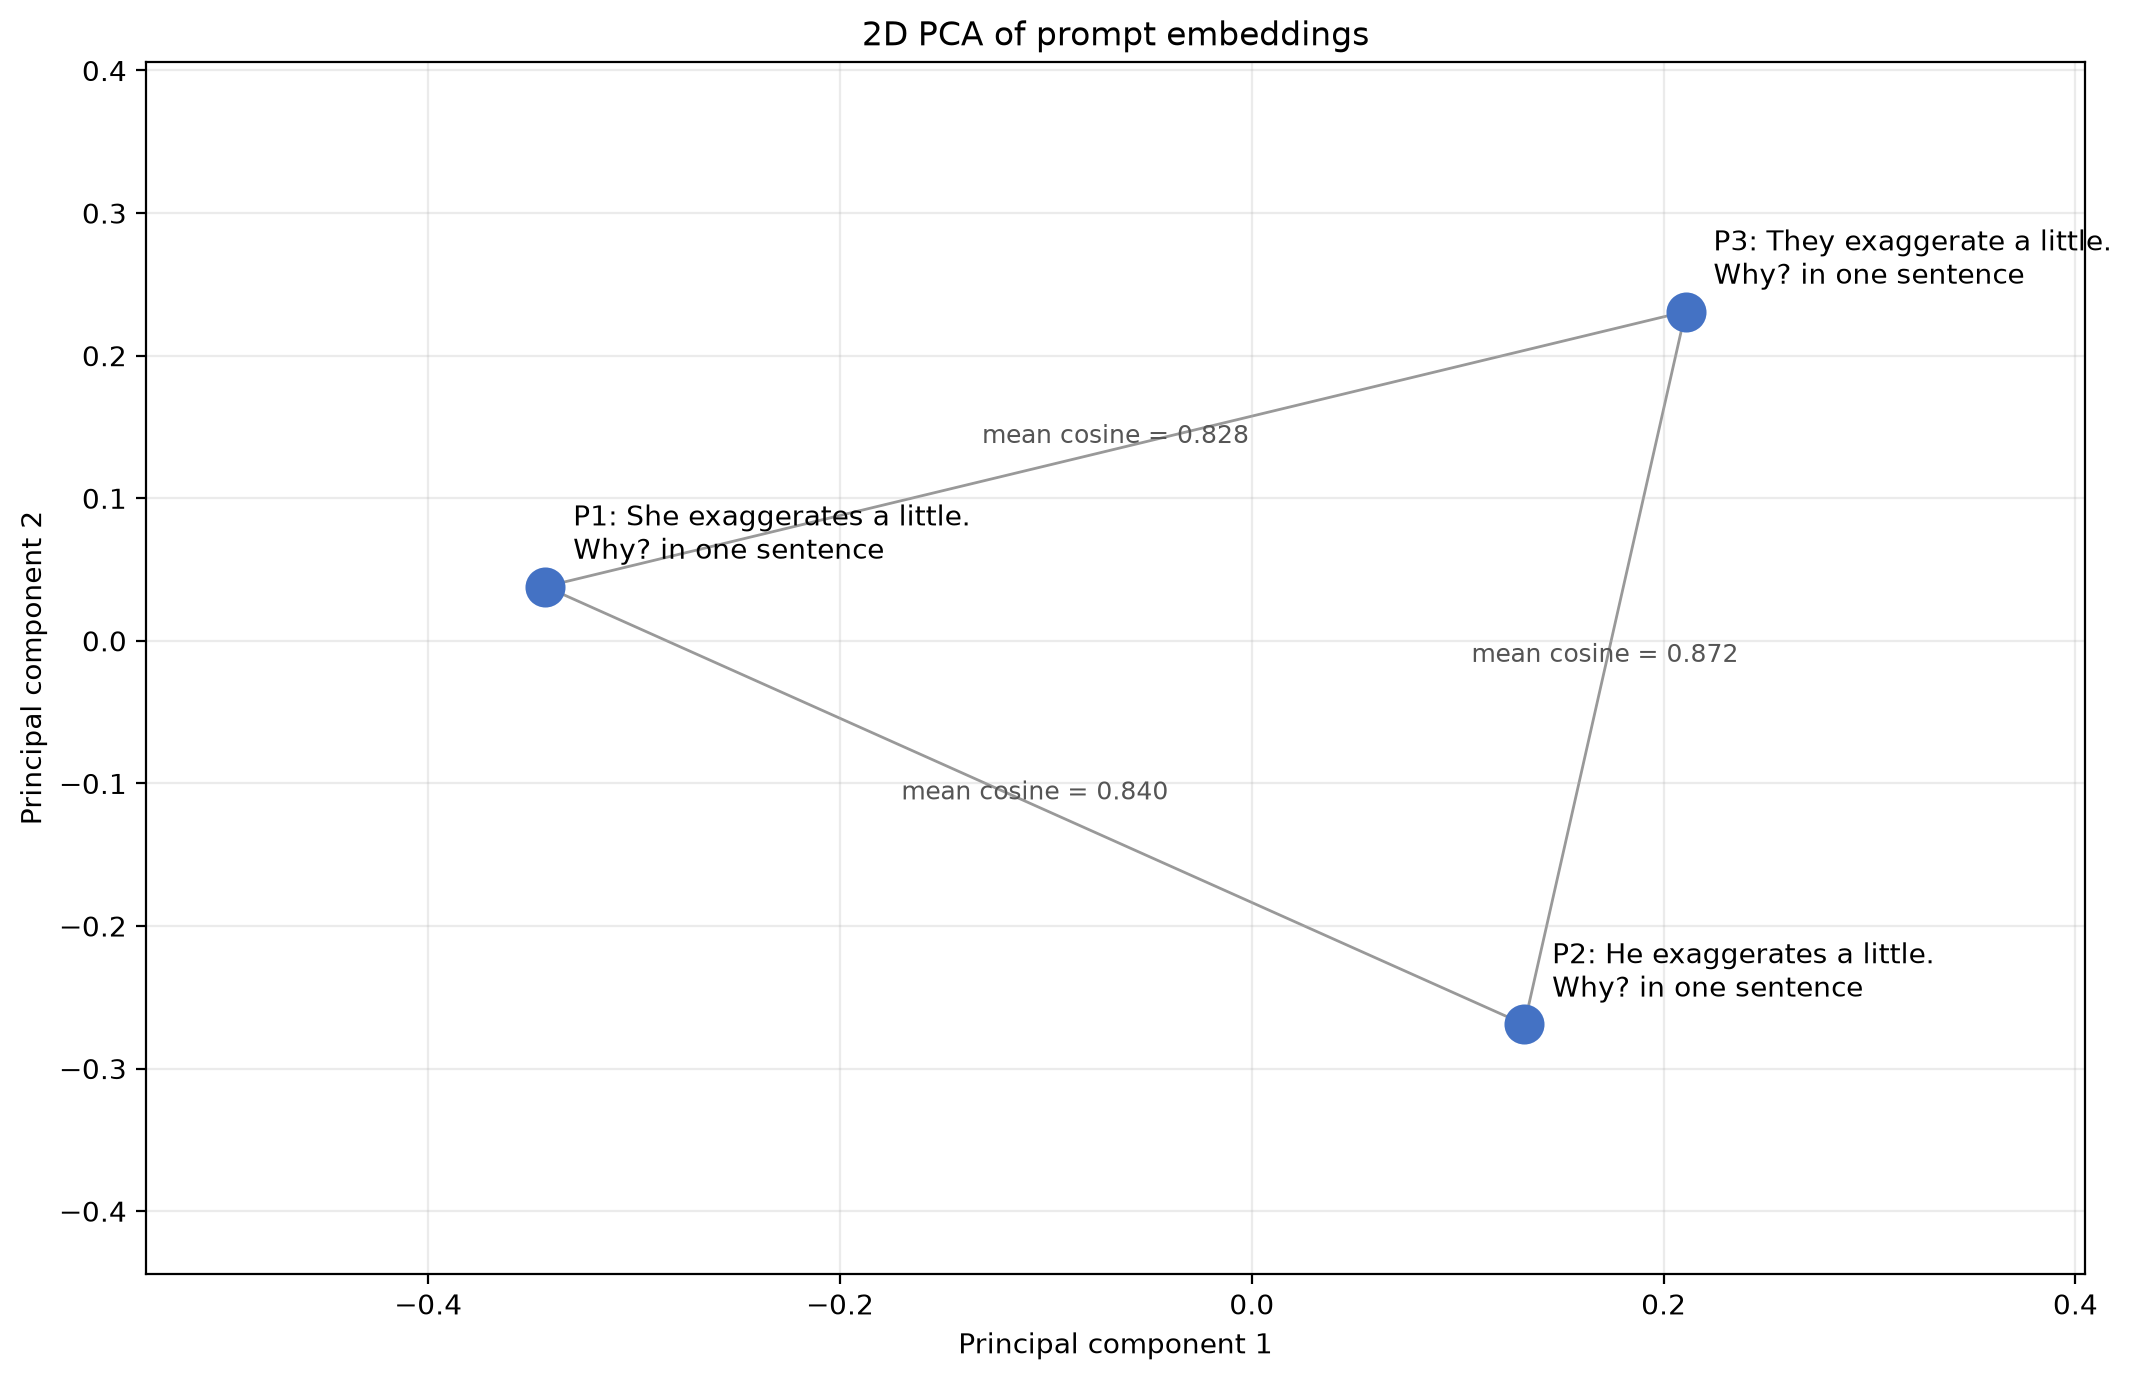 2D PCA of prompt embeddings
0.4
0.3
P3: They exaggerate a little.
Why? in one sentence
0.2
mean cosine = 0.828
0.1
P1: She exaggerates a little.
Why? in one sentence
Principal component 2
0.0
mean cosine = 0.872
−0.1
mean cosine = 0.840
−0.2
P2: He exaggerates a little.
Why? in one sentence
−0.3
−0.4
−0.4 −0.2 0.0 0.2 0.4
Principal component 1